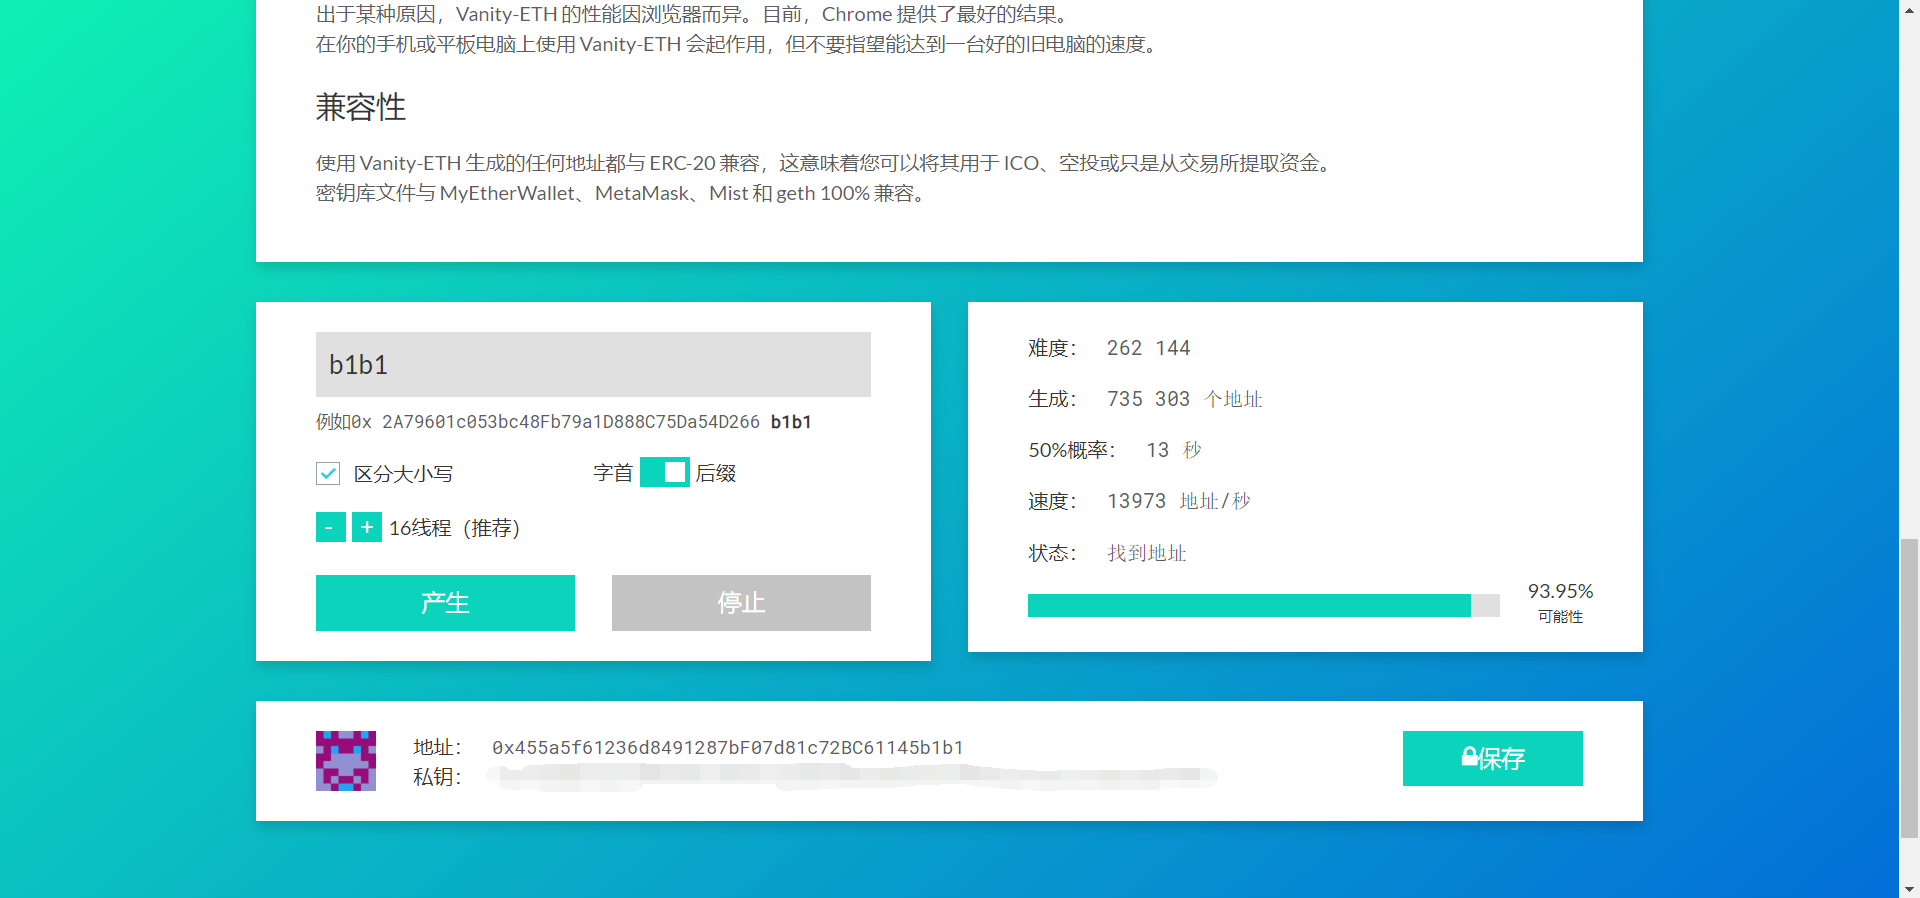 出于某种原因，Vanity-ETH 的性能因浏览器而异。目前，Chrome 提供了最好的结果。
在你的手机或平板电脑上使用 Vanity-ETH 会起作用，但不要指望能达到一台好的旧电脑的速度。
兼容性
使用 Vanity-ETH 生成的任何地址都与 ERC-20 兼容，这意味着您可以将其用于 ICO、空投或只是从交易所提取资金。
密钥库文件与 MyEtherWallet、MetaMask、Mist 和 geth 100% 兼容。
b1b1
例如0x 2A79601c053bc48Fb79a1D888C75Da54D266 b1b1
区分大小写
字首 后缀
- + 16线程（推荐）
产生 停止
难度： 262 144
生成： 735 303 个地址
50%概率： 13 秒
速度： 13973 地址/秒
状态： 找到地址
93.95%
可能性
地址： 0x455a5f61236d8491287bF07d81c72BC61145b1b1
私钥：
保存